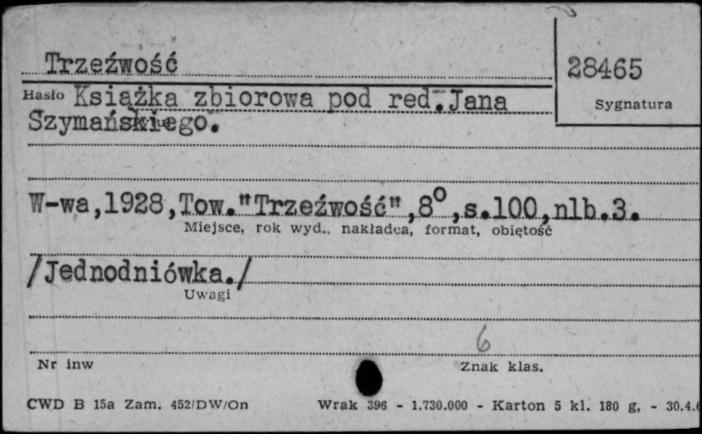 Trzeźwość
28465
Hasło Książka zbiorowa pod red.Jana
Sygnatura
Szymańskiego.
W-wa,1928,Tow."Trzeźwość",8°,s.100,nlb.3.
Miejsce, rok wyd., nakładca, format, objętość
/Jednodniówka./
Uwagi
6
Nr inw
Znak klas.
CWD B 15a Zam. 452/DW/On Wrak 396 - 1.730.000 - Karton 5 kl. 180 g, - 30.4.